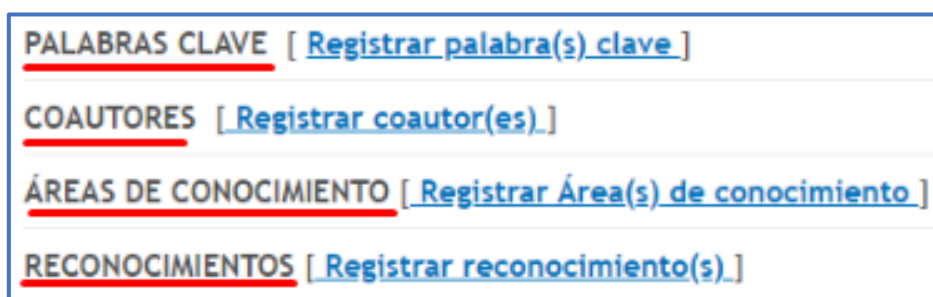 PALABRAS CLAVE [ Registrar palabra(s) clave ]
COAUTORES [ Registrar coautor(es) ]
ÁREAS DE CONOCIMIENTO [ Registrar Área(s) de conocimiento ]
RECONOCIMIENTOS [ Registrar reconocimiento(s) ]